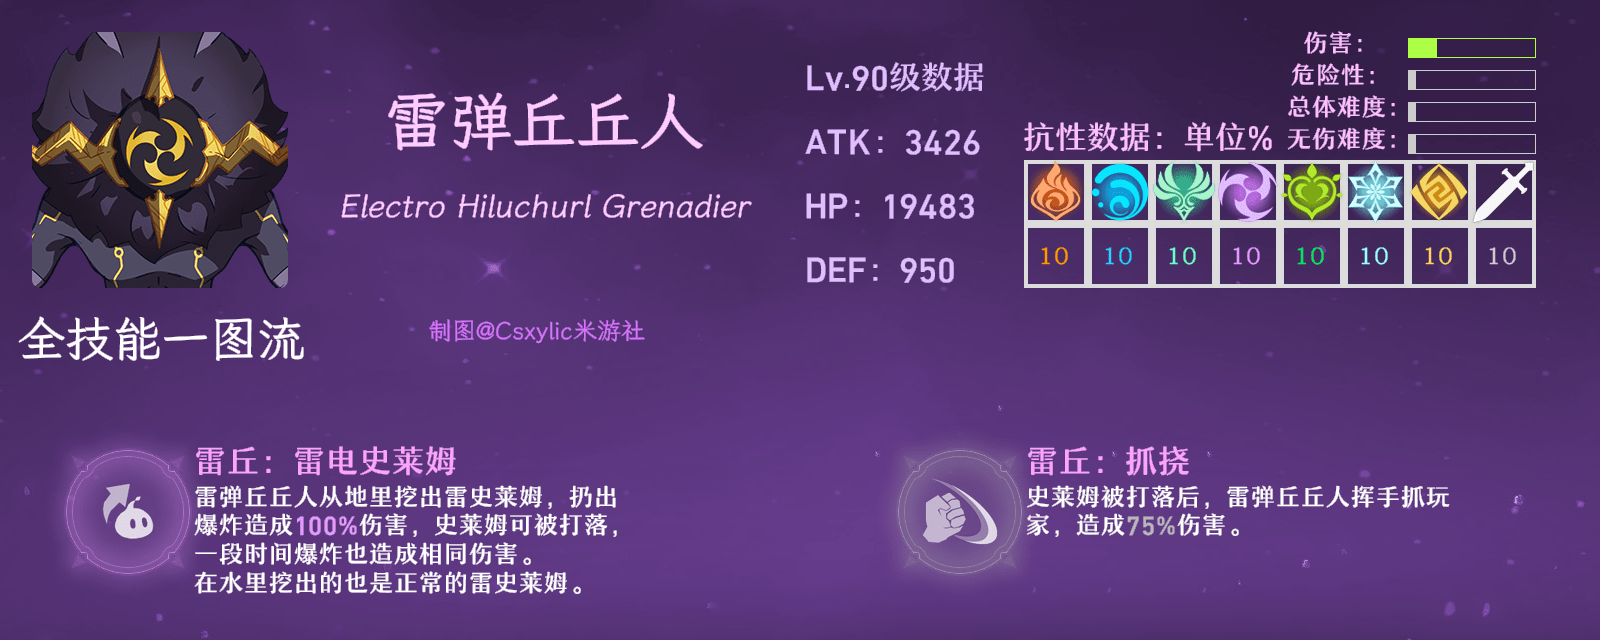 雷弹丘丘人
Electro Hiluchurl Grenadier
全技能一图流
制图@Csxylic米游社
Lv.90级数据
ATK：3426
HP：19483
DEF：950
伤害：
危险性：
总体难度：
无伤难度：
抗性数据：单位%
10 10 10 10 10 10 10 10
雷丘：雷电史莱姆
雷弹丘丘人从地里挖出雷史莱姆，扔出
爆炸造成100%伤害，史莱姆可被打落，
一段时间爆炸也造成相同伤害。
在水里挖出的也是正常的雷史莱姆。
雷丘：抓挠
史莱姆被打落后，雷弹丘丘人挥手抓玩
家，造成75%伤害。